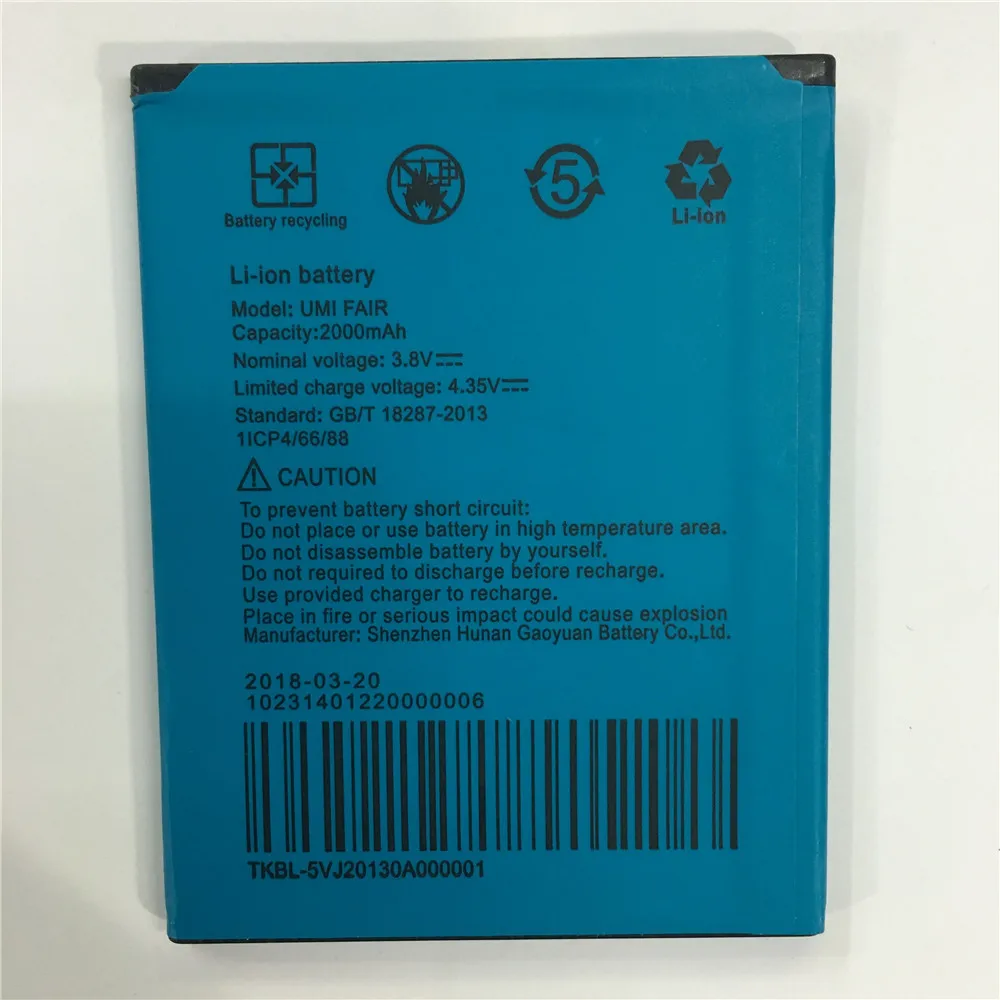 Battery recycling
5
Li-ion
Li-ion battery
Model: UMI FAIR
Capacity:2000mAh
Nominal voltage: 3.8V⎓
Limited charge voltage: 4.35V⎓
Standard: GB/T 18287-2013
1ICP4/66/88
CAUTION
To prevent battery short circuit:
Do not place or use battery in high temperature area.
Do not disassemble battery by yourself.
Do not required to discharge before recharge.
Use provided charger to recharge.
Place in fire or serious impact could cause explosion
Manufacturer: Shenzhen Hunan Gaoyuan Battery Co.,Ltd.
2018-03-20
10231401220000006
TKBL-5VJ20130A000001